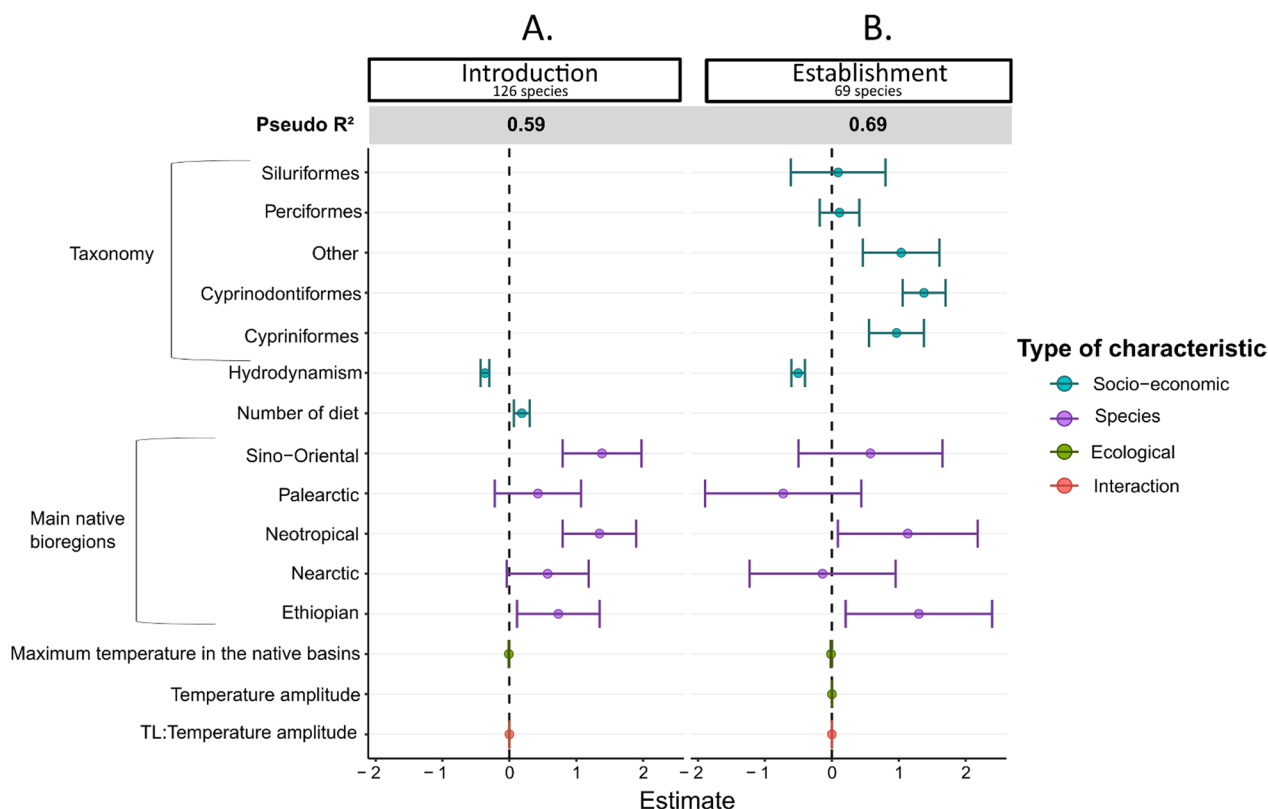 A. B.
Introduction Establishment
126 species 69 species
Pseudo R² 0.59 0.69
Taxonomy
Siluriformes
Perciformes
Other
Cyprinodontiformes
Cypriniformes
Hydrodynamism
Number of diet
Main native
bioregions
Sino−Oriental
Palearctic
Neotropical
Nearctic
Ethiopian
Maximum temperature in the native basins
Temperature amplitude
TL:Temperature amplitude
−2 −1 0 1 2 −2 −1 0 1 2
Estimate
Type of characteristic
Socio−economic
Species
Ecological
Interaction